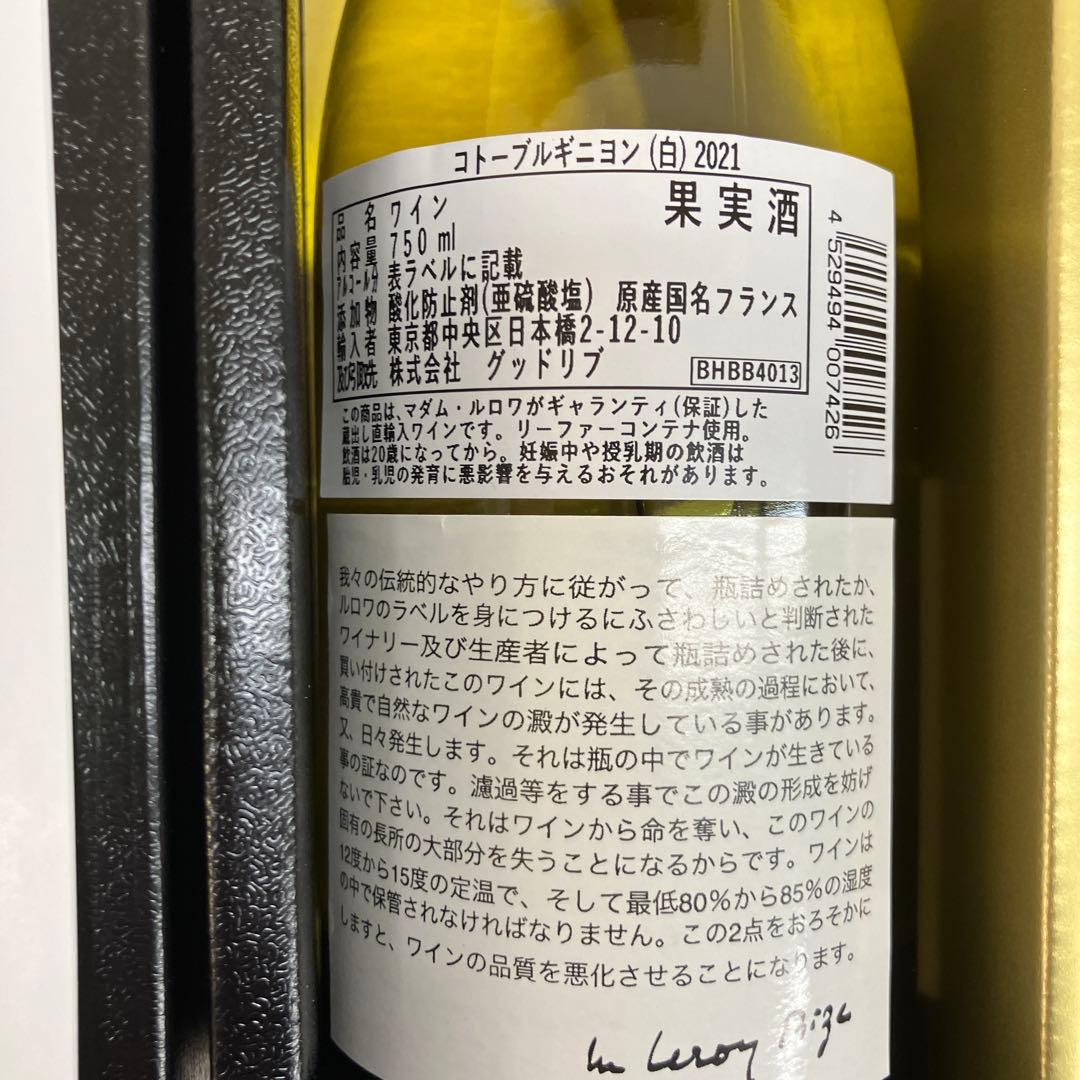 コトーブルギニヨン (白) 2021
果実酒
品名 ワイン
内容量 750 ml
アルコール分 表ラベルに記載
添加物 酸化防止剤(亜硫酸塩) 原産国名フランス
輸入者 東京都中央区日本橋2-12-10
及び引取先 株式会社 グッドリブ
BHBB4013
この商品は、マダム・ルロワがギャランティ(保証)した
蔵出し直輸入ワインです。リーファーコンテナ使用。
飲酒は20歳になってから。妊娠中や授乳期の飲酒は
胎児・乳児の発育に悪影響を与えるおそれがあります。
4 529494 007426
我々の伝統的なやり方に従がって、瓶詰めされたか、
ルロワのラベルを身につけるにふさわしいと判断された
ワイナリー及び生産者によって瓶詰めされた後に、
買い付けされたこのワインには、その成熟の過程において、
高貴で自然なワインの澱が発生している事があります。
又、日々発生します。それは瓶の中でワインが生きている
事の証なのです。濾過等をする事でこの澱の形成を妨げ
ないで下さい。それはワインから命を奪い、このワインの
固有の長所の大部分を失うことになるからです。ワインは
12度から15度の定温で、そして最低80%から85%の湿度
の中で保管されなければなりません。この2点をおろそかに
しますと、ワインの品質を悪化させることになります。
Leroy Bize